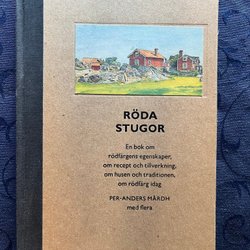 RÖDA
STUGOR
En bok om
rödfärgens egenskaper,
om recept och tillverkning,
om husen och traditionen,
om rödfärg idag
PER-ANDERS MÅRDH
med flera